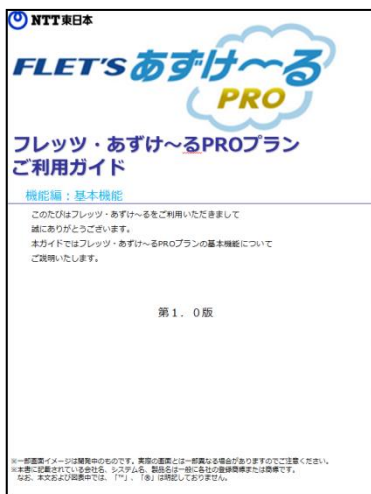 NTT東日本
FLET'S あずけ～る
PRO
フレッツ・あずけ～るPROプラン
ご利用ガイド
機能編：基本機能
このたびはフレッツ・あずけ～るをご利用いただきまして
誠にありがとうございます。
本ガイドではフレッツ・あずけ～るPROプランの基本機能について
ご説明いたします。
第１．０版
※一部画面イメージは開発中のものです。実際の画面とは一部異なる場合がありますのでご注意ください。
※本書に記載されている会社名、システム名、製品名は一般に各社の登録商標または商標です。
なお、本文および図表中では、「™」、「®」は明記しておりません。